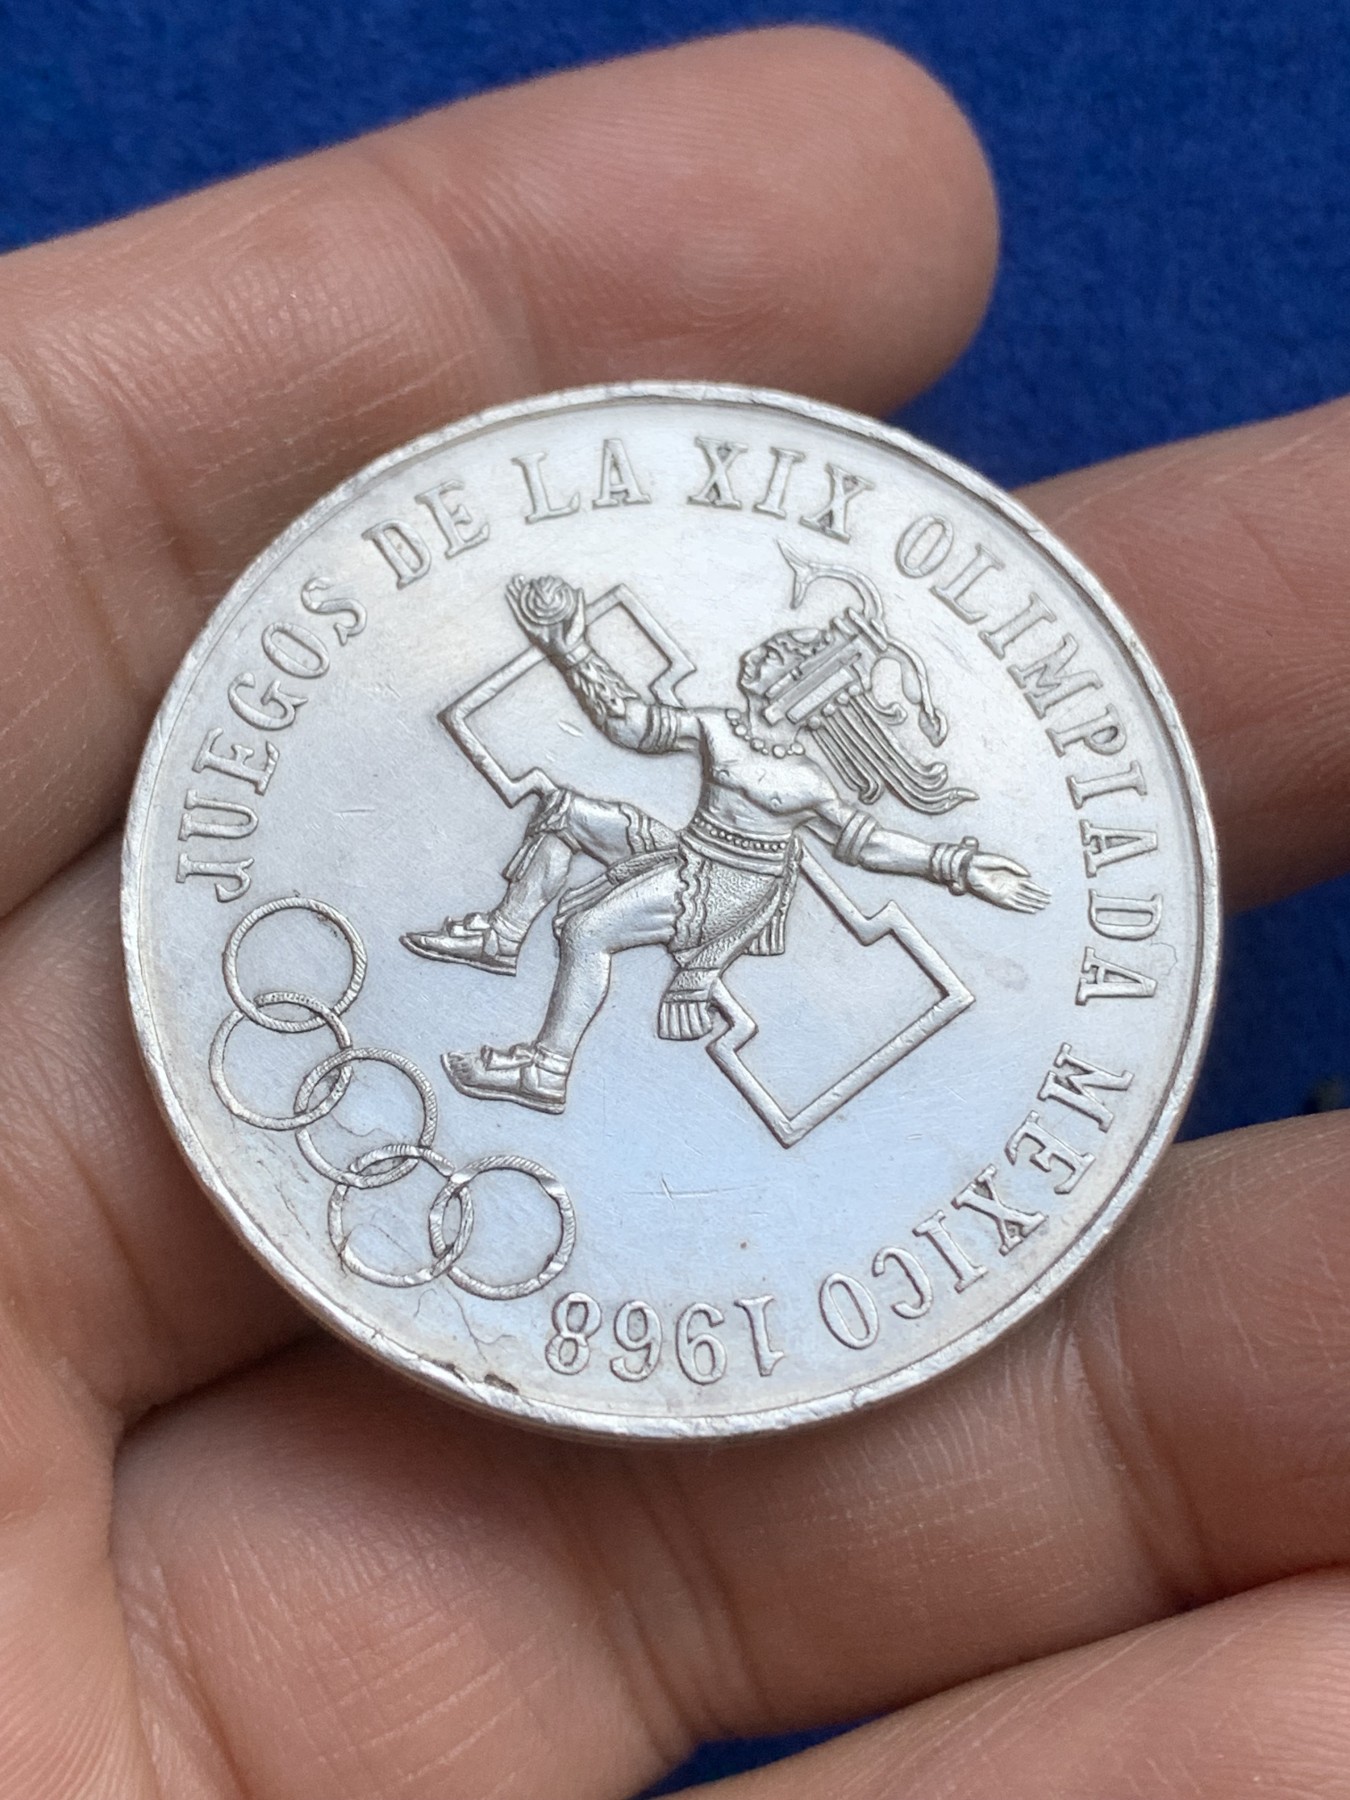 JUEGOS DE LA XIX OLIMPIADA MEXICO 1968